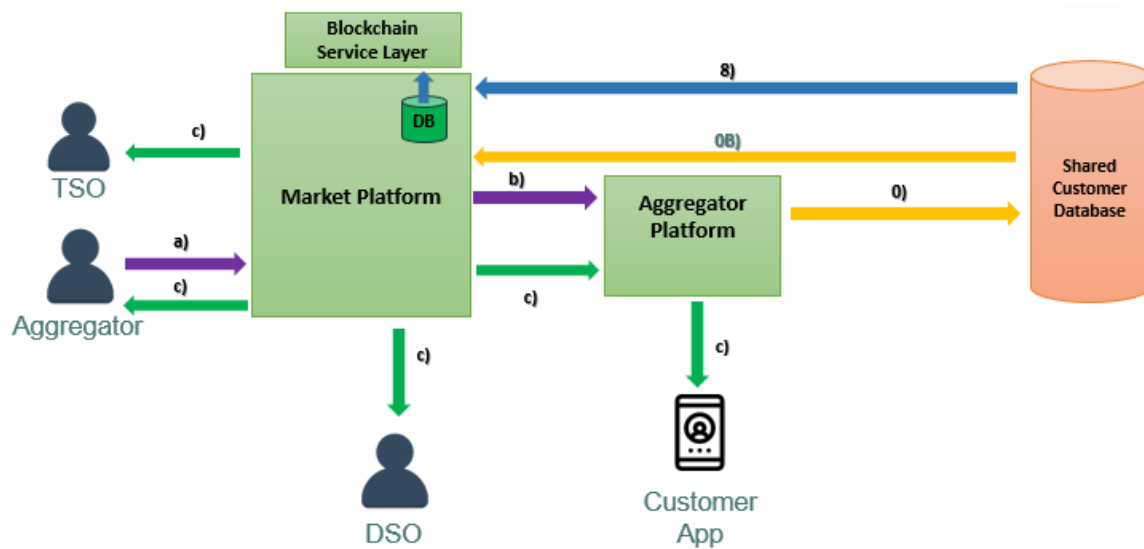 Blockchain
Service Layer
8)
DB
c)
0B)
TSO
Market Platform
b)
Aggregator
Platform
0)
Shared
Customer
Database
a)
c)
c)
Aggregator
c)
c)
DSO
Customer
App